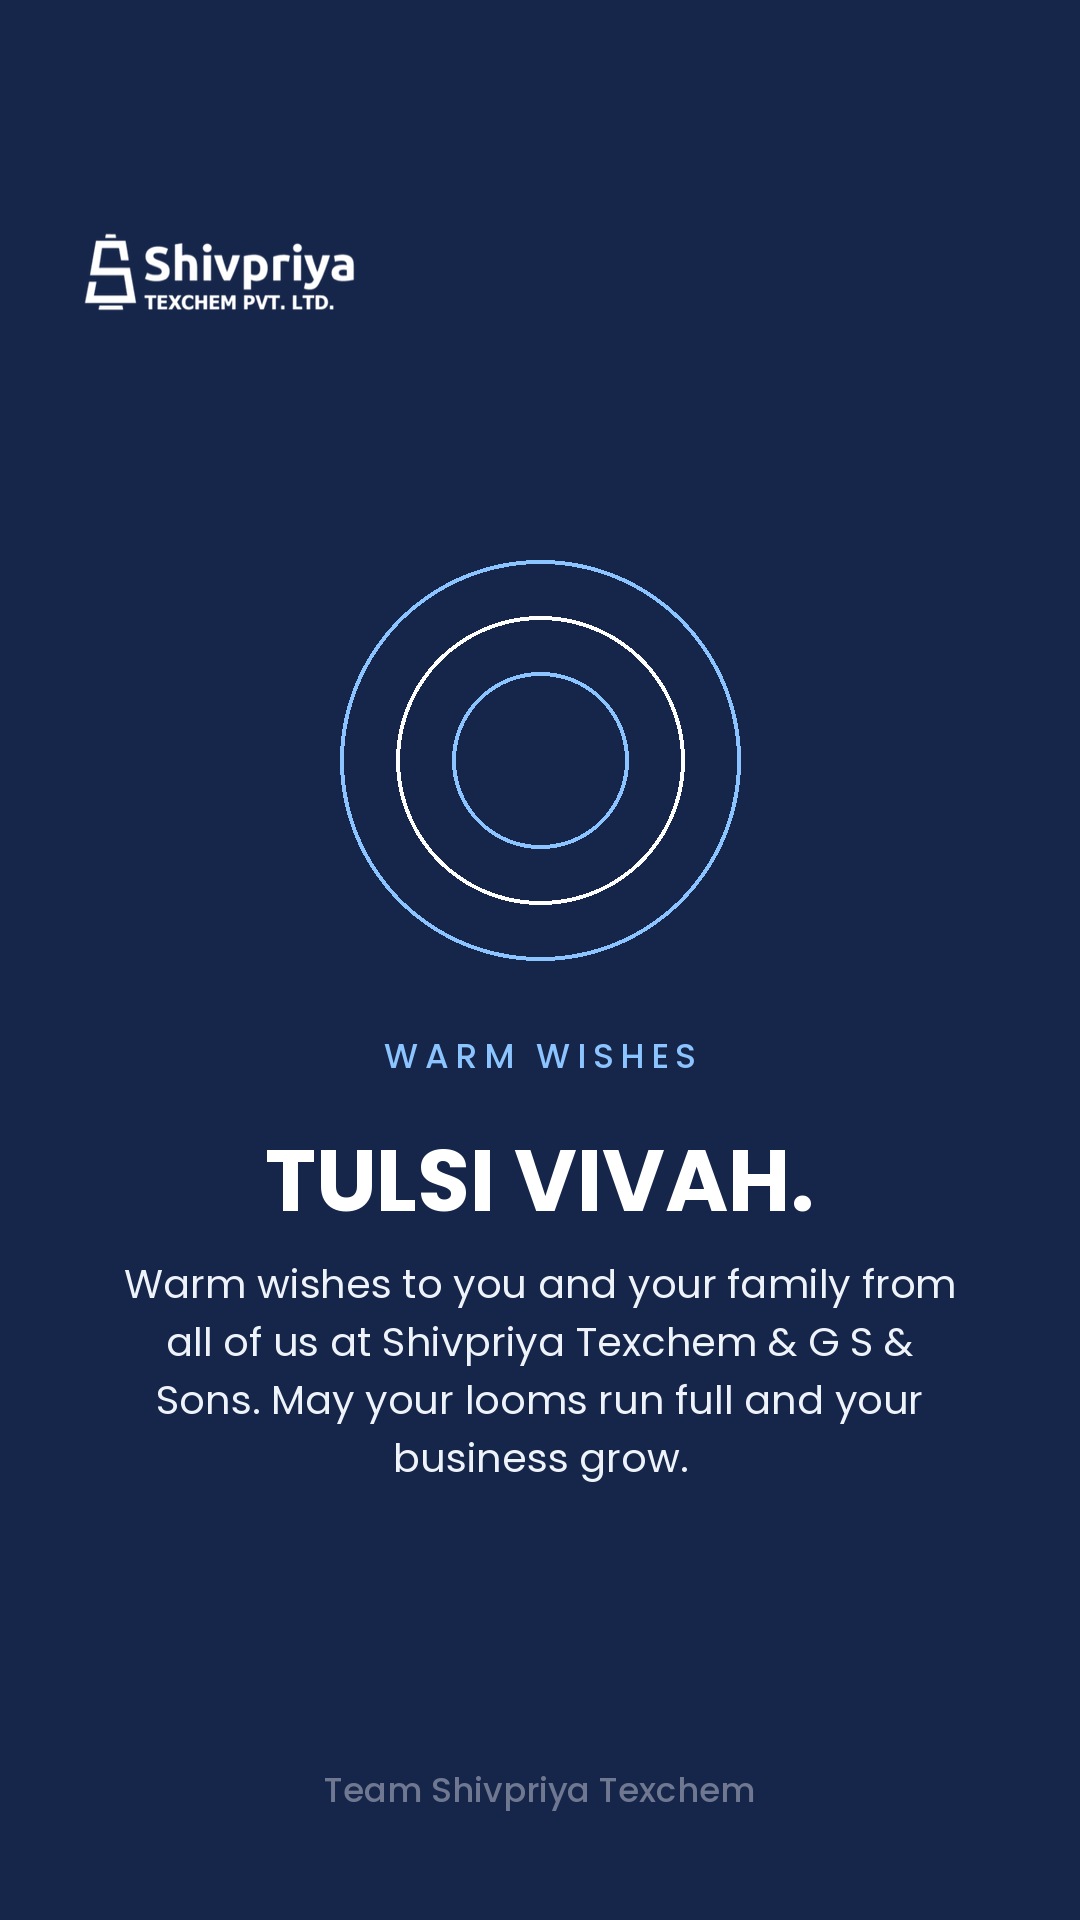 Shivpriya
TEXCHEM PVT. LTD.
WARM WISHES
TULSI VIVAH.
Warm wishes to you and your family from
all of us at Shivpriya Texchem & G S &
Sons. May your looms run full and your
business grow.
Team Shivpriya Texchem